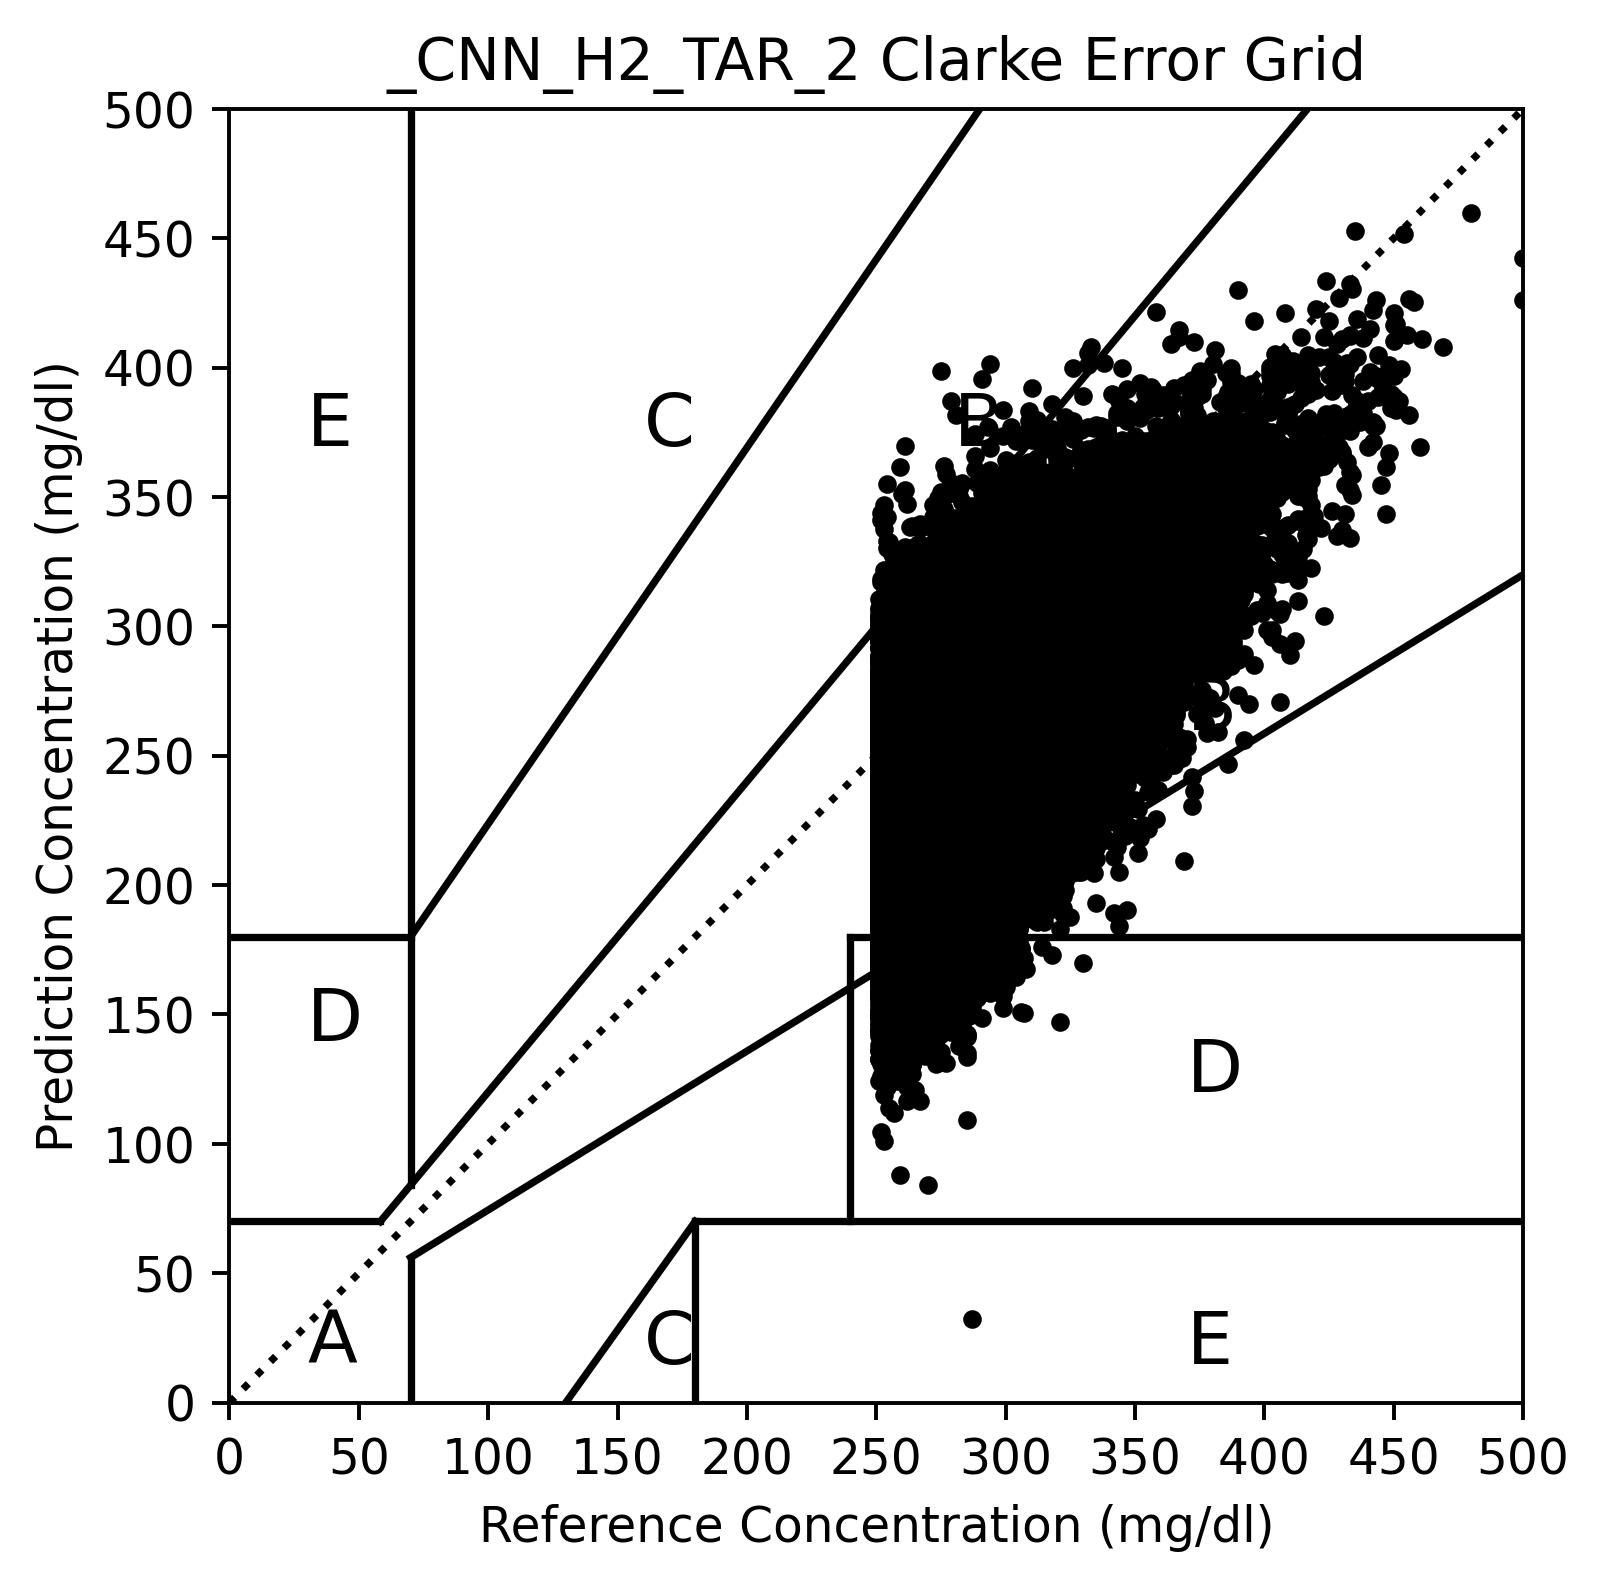 _CNN_H2_TAR_2 Clarke Error Grid
Prediction Concentration (mg/dl)
500
450
400
350
300
250
200
150
100
50
0
E
C
B
D
B
D
A
C
E
0 50 100 150 200 250 300 350 400 450 500
Reference Concentration (mg/dl)